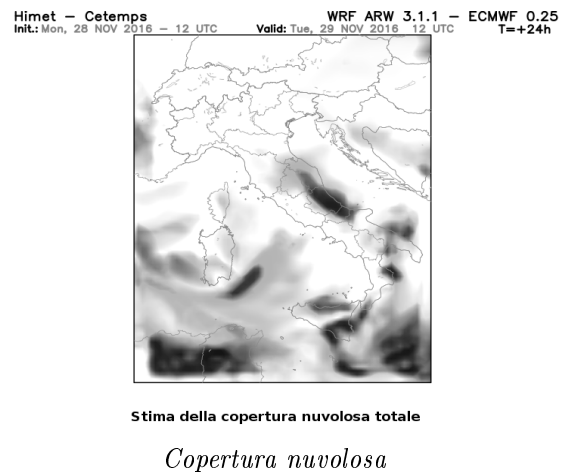 Himet – Cetemps WRF ARW 3.1.1 – ECMWF 0.25
Init.: Mon, 28 NOV 2016 – 12 UTC Valid: Tue, 29 NOV 2016 12 UTC T=+24h
Stima della copertura nuvolosa totale
Copertura nuvolosa